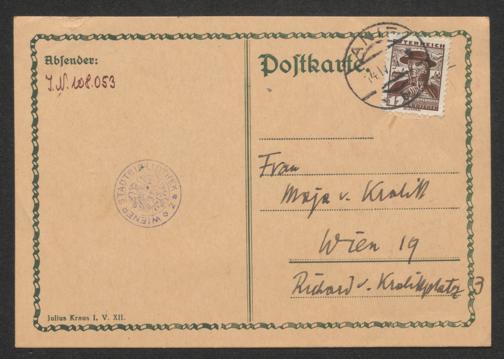 Absender:
J.N. 108.053
Postkarte
ÖSTERREICH
WIENER STADTBIBLIOTHEK
Frau
Maja v. Kralik
Wien 19
Richard v. Kralikplatz 3
Julius Kraus I. V. XII.